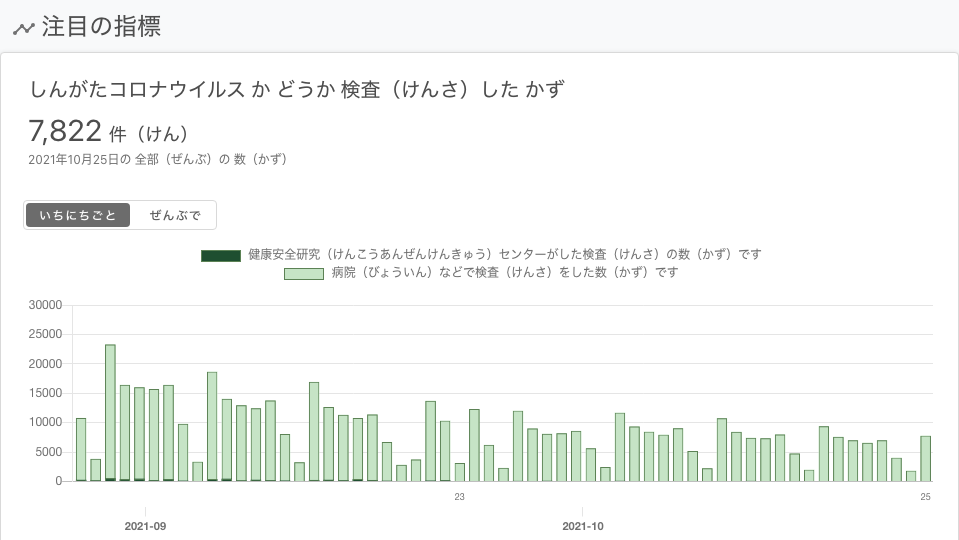 注目の指標
しんがたコロナウイルス か どうか 検査（けんさ）した かず
7,822 件（けん）
2021年10月25日の 全部（ぜんぶ）の 数（かず）
いちにちごと ぜんぶで
健康安全研究（けんこうあんぜんけんきゅう）センターがした検査（けんさ）の数（かず）です
病院（びょういん）などで検査（けんさ）をした数（かず）です
30000
25000
20000
15000
10000
5000
0
23 25
2021-09 2021-10